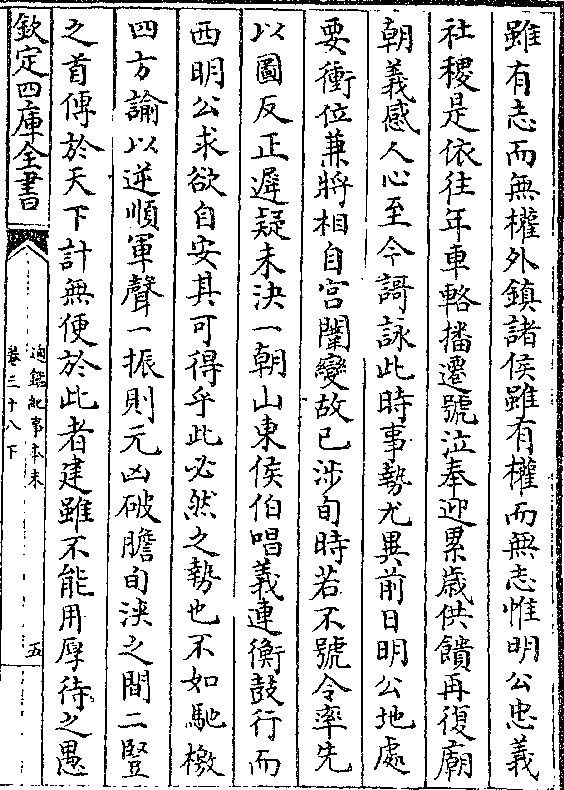 雖有志而無權外鎮諸侯雖有權而無志惟明公忠義
社稷是依往年車輅播遷號泣奉迎累歳供饋再復廟
朝義感人心至今謌詠此時事勢尤異前日明公地處
要衝位兼將相自宫闈變故已涉旬時若不號令率先
以圖反正遲疑未決一朝山東侯伯唱義連衡鼓行而
西明公求欲自安其可得乎此必然之勢也不如馳檄
四方諭以逆順軍聲一振則元凶破膽旬浹之間二豎
之首傳於天下計無便於此者建雖不能用厚待之愚
欽定四庫全書
通鑑紀事本末
卷三十八下
五